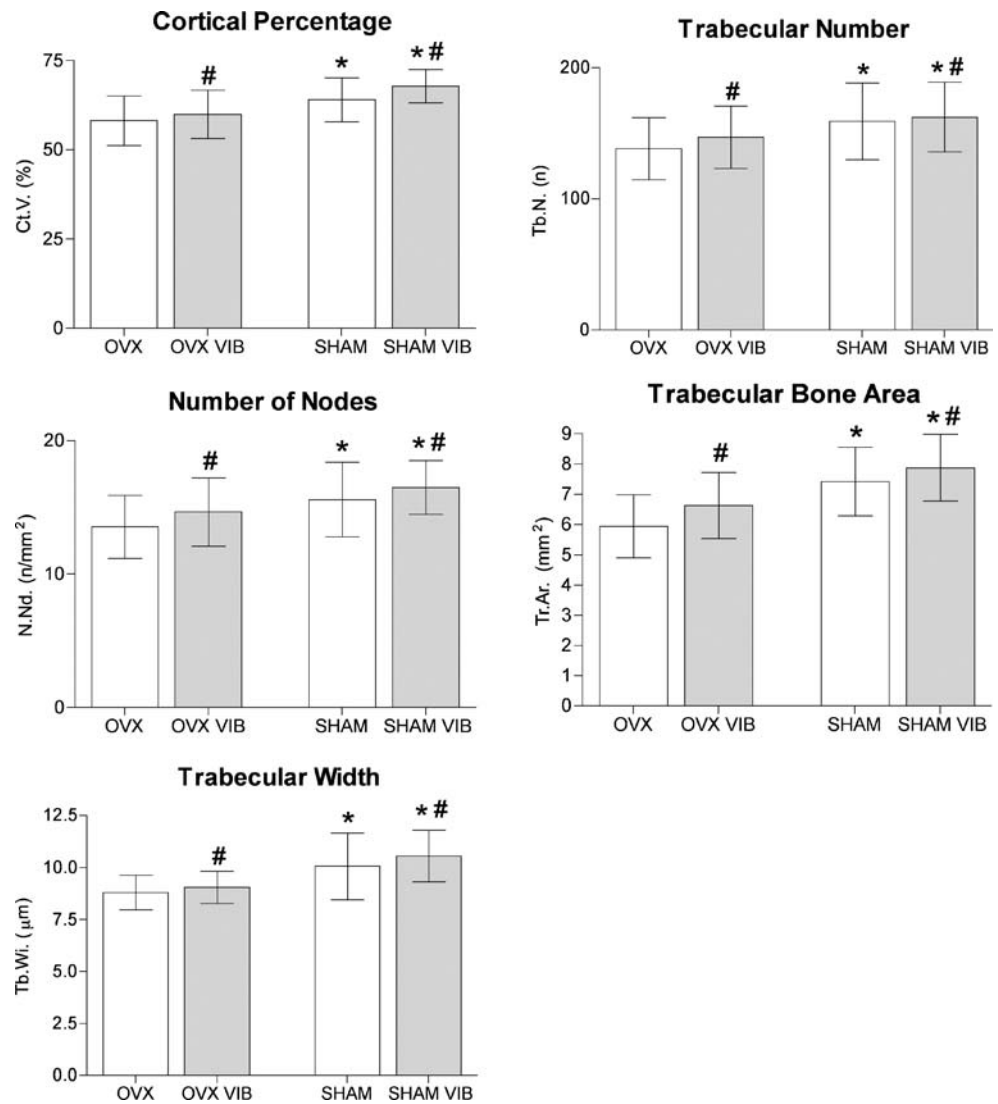 Cortical Percentage
Ct.V. (%)
75
50
25
0
#
*
* #
OVX
OVX VIB
SHAM
SHAM VIB
Trabecular Number
Tb.N. (n)
200
100
0
#
*
* #
OVX
OVX VIB
SHAM
SHAM VIB
Number of Nodes
N.Nd. (n/mm²)
20
10
0
#
*
* #
OVX
OVX VIB
SHAM
SHAM VIB
Trabecular Bone Area
Tr.Ar. (mm²)
9
8
7
6
5
4
3
2
1
0
#
*
* #
OVX
OVX VIB
SHAM
SHAM VIB
Trabecular Width
Tb.Wi. (μm)
12.5
10.0
7.5
5.0
2.5
0.0
#
*
* #
OVX
OVX VIB
SHAM
SHAM VIB